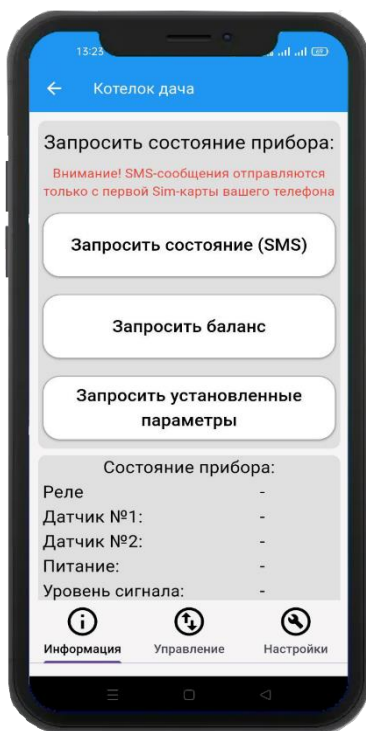 13:23
Котелок дача
Запросить состояние прибора:
Внимание! SMS-сообщения отправляются
только с первой Sim-карты вашего телефона
Запросить состояние (SMS)
Запросить баланс
Запросить установленные
параметры
Состояние прибора:
Реле -
Датчик №1: -
Датчик №2: -
Питание: -
Уровень сигнала: -
Информация Управление Настройки